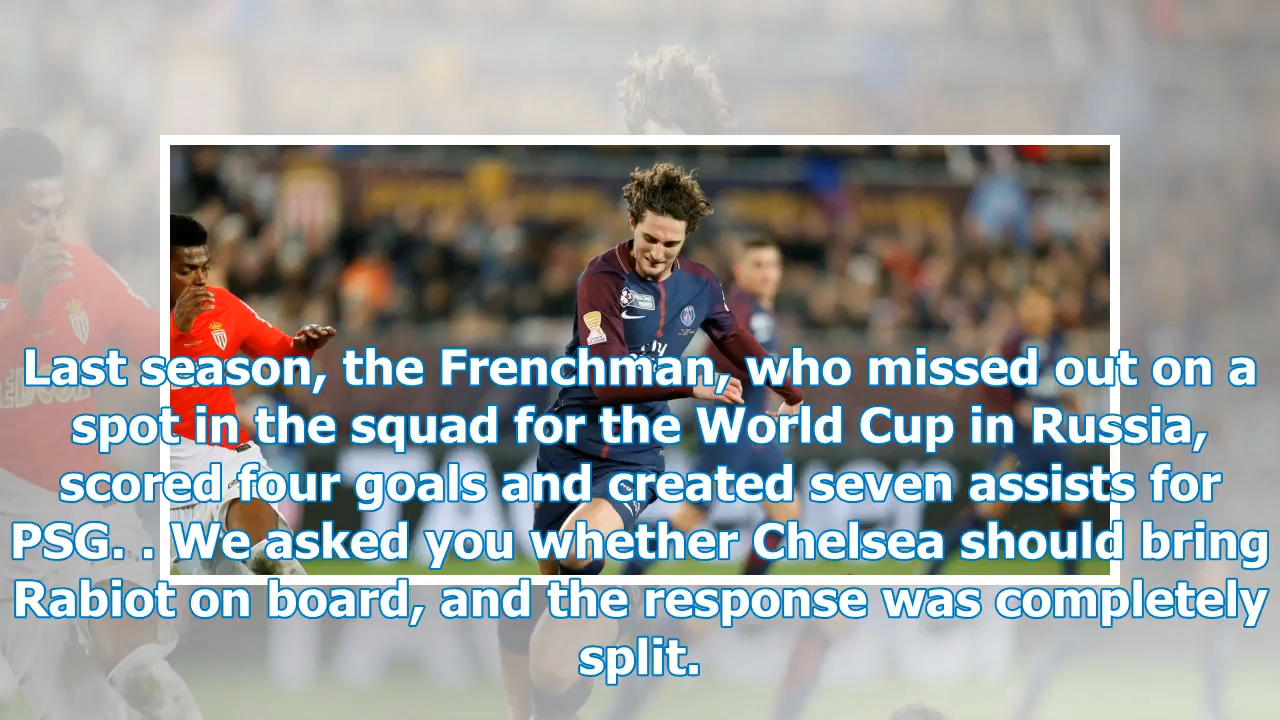 Last season, the Frenchman, who missed out on a
spot in the squad for the World Cup in Russia,
scored four goals and created seven assists for
PSG. . We asked you whether Chelsea should bring
Rabiot on board, and the response was completely
split.